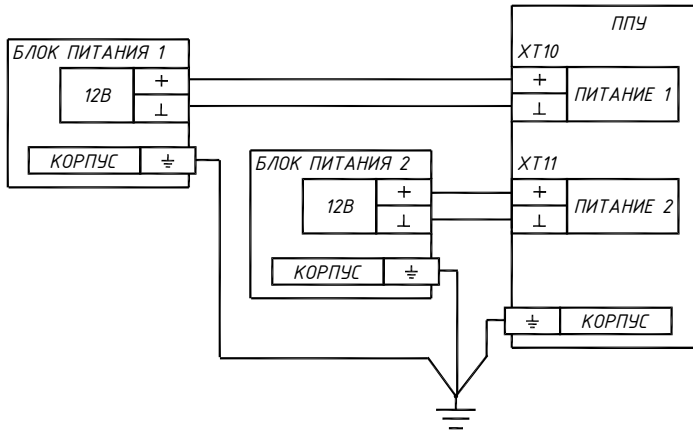 ППУ
БЛОК ПИТАНИЯ 1
XT10
12В
+
⊥
+
⊥
ПИТАНИЕ 1
КОРПУС
БЛОК ПИТАНИЯ 2
XT11
12В
+
⊥
+
⊥
ПИТАНИЕ 2
КОРПУС
КОРПУС